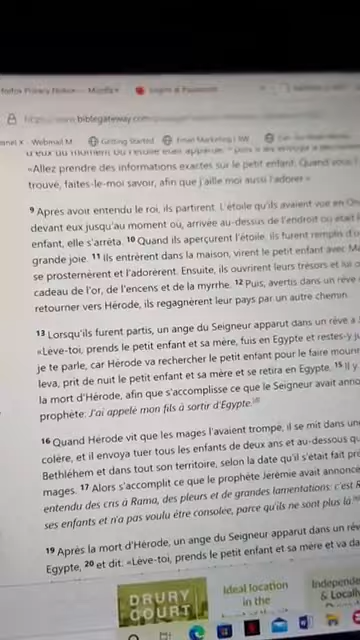 Firefox Privacy Notice — Mozilla
www.biblegateway.com
Webmail
Getting Started
Email Marketing
d'eux au moment où l'étoile était apparue.
«Allez prendre des informations exactes sur le petit enfant. Quand vous l'
trouvé, faites-le-moi savoir, afin que j'aille moi aussi l'adorer.»
9 Après avoir entendu le roi, ils partirent. L'étoile qu'ils avaient vue en
devant eux jusqu'au moment où, arrivée au-dessus de l'endroit où était
enfant, elle s'arrêta. 10 Quand ils aperçurent l'étoile, ils furent remplis d'u
grande joie. 11 Ils entrèrent dans la maison, virent le petit enfant avec Ma
se prosternèrent et l'adorèrent. Ensuite, ils ouvrirent leurs trésors et lui o
cadeau de l'or, de l'encens et de la myrrhe. 12 Puis, avertis dans un rêve
retourner vers Hérode, ils regagnèrent leur pays par un autre chemin.
13 Lorsqu'ils furent partis, un ange du Seigneur apparut dans un rêve à
«Lève-toi, prends le petit enfant et sa mère, fuis en Egypte et restes-y ju
je te parle, car Hérode va rechercher le petit enfant pour le faire mouri
leva, prit de nuit le petit enfant et sa mère et se retira en Egypte. 15 Il y
la mort d'Hérode, afin que s'accomplisse ce que le Seigneur avait anno
prophète: J'ai appelé mon fils à sortir d'Egypte.
16 Quand Hérode vit que les mages l'avaient trompé, il se mit dans une
colère, et il envoya tuer tous les enfants de deux ans et au-dessous qu
Bethléhem et dans tout son territoire, selon la date qu'il s'était fait pré
mages. 17 Alors s'accomplit ce que le prophète Jérémie avait annoncé
entendu des cris à Rama, des pleurs et de grandes lamentations: c'est R
ses enfants et n'a pas voulu être consolée, parce qu'ils ne sont plus là.
19 Après la mort d'Hérode, un ange du Seigneur apparut dans un rêv
Egypte, 20 et dit: «Lève-toi, prends le petit enfant et sa mère et va da
DRURY
COURT
Ideal location
in the
Independe
& Locally